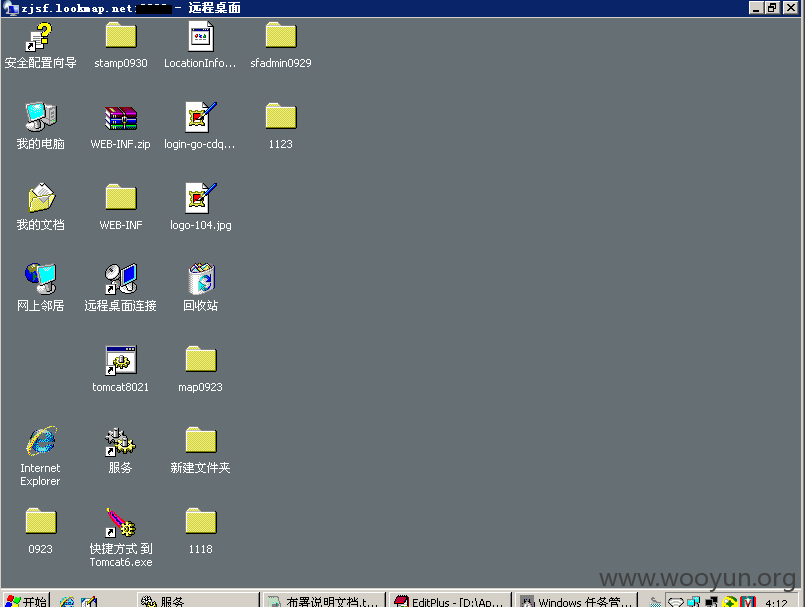 zjsf.lookmap.net: - 远程桌面
安全配置向导
stamp0930
LocationInfo...
sfadmin0929
我的电脑
WEB-INF.zip
login-go-cdq...
1123
我的文档
WEB-INF
logo-104.jpg
网上邻居
远程桌面连接
回收站
tomcat8021
map0923
Internet
Explorer
服务
新建文件夹
0923
快捷方式 到
Tomcat6.exe
1118
www.wooyun.org
开始
服务
布署说明文档.t...
EditPlus - [D:\Ap...
Windows 任务管...
4:12